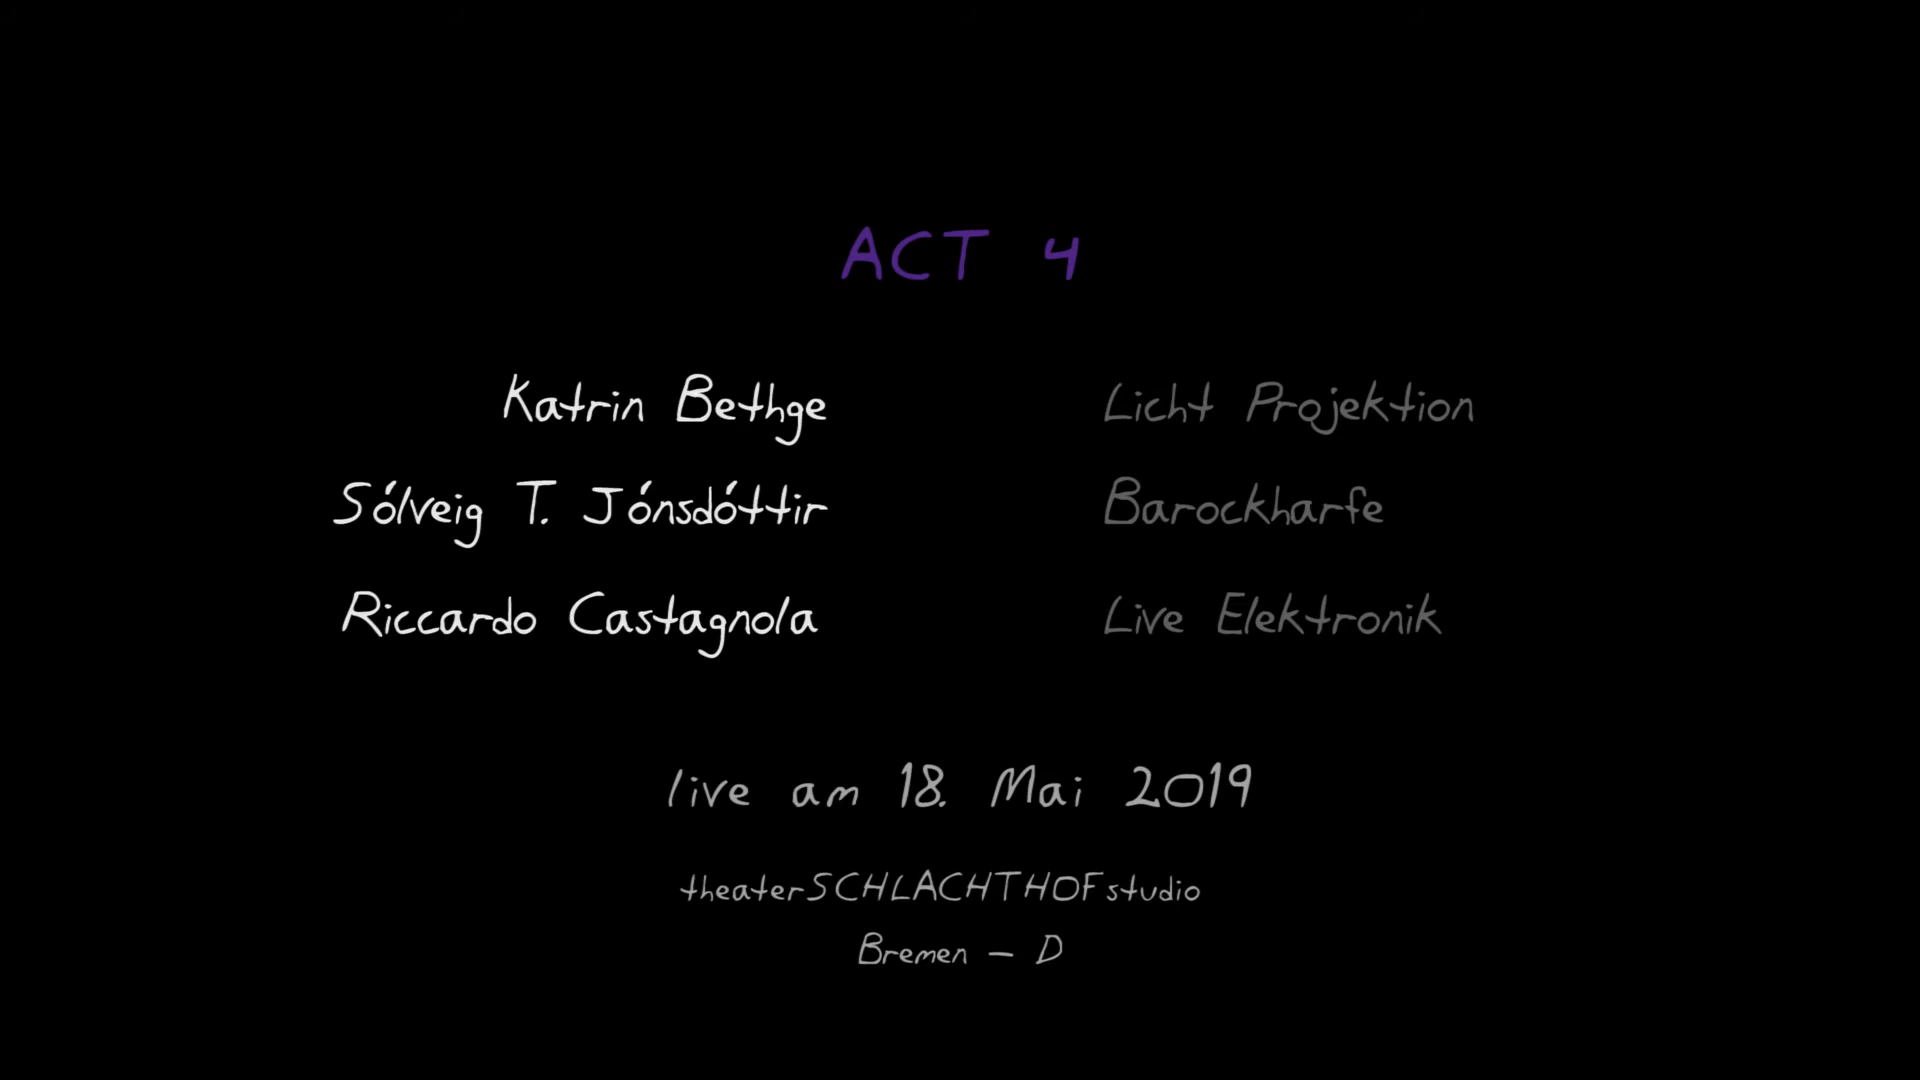 ACT 4
Katrin Bethge Licht Projektion
Sólveig T. Jónsdóttir Barockharfe
Riccardo Castagnola Live Elektronik
live am 18. Mai 2019
theaterSCHLACHTHOFstudio
Bremen – D